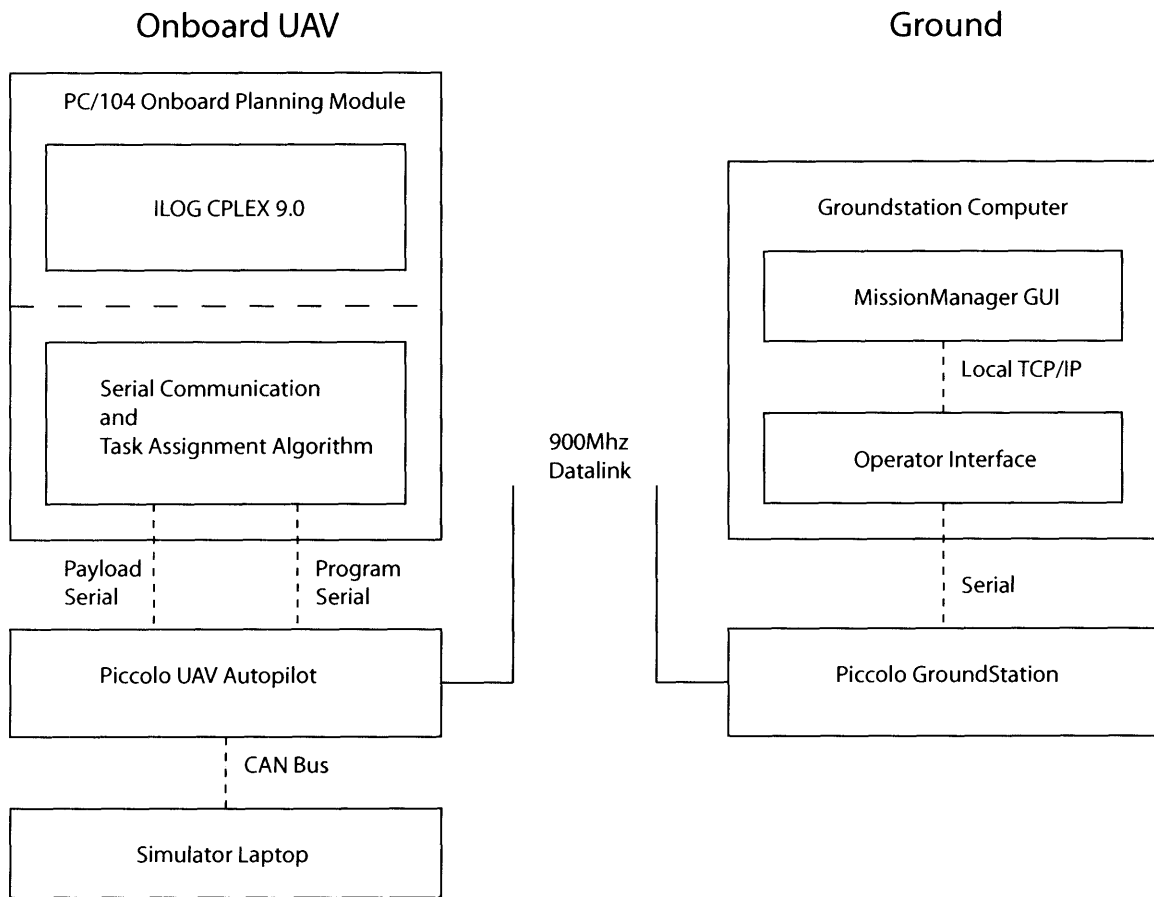 Onboard UAV
PC/104 Onboard Planning Module
ILOG CPLEX 9.0
Serial Communication
and
Task Assignment Algorithm
Payload
Serial
Program
Serial
Piccolo UAV Autopilot
CAN Bus
Simulator Laptop
900Mhz
Datalink
Ground
Groundstation Computer
MissionManager GUI
Local TCP/IP
Operator Interface
Serial
Piccolo GroundStation